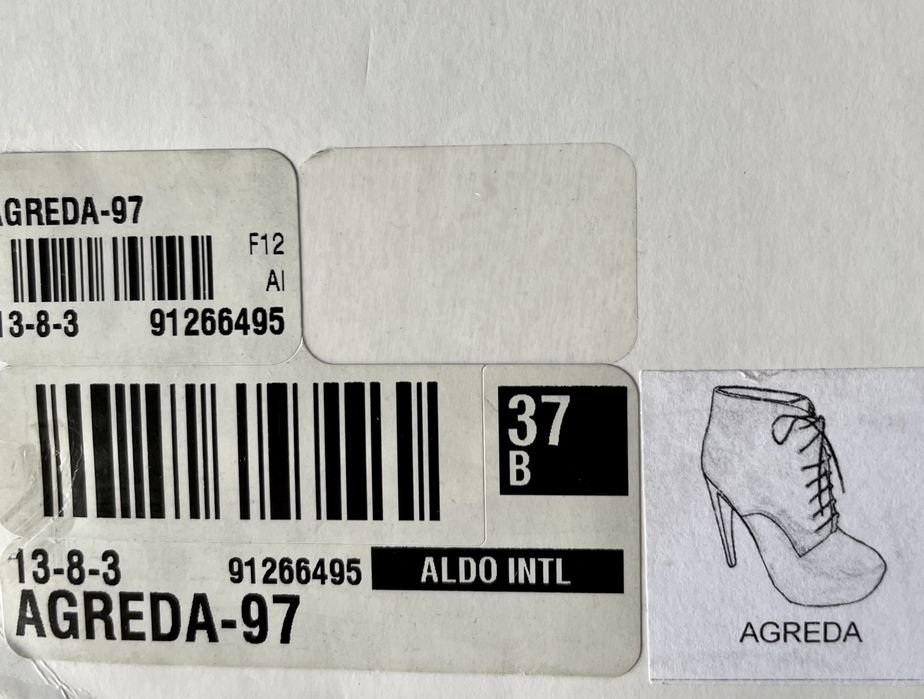 AGREDA-97
F12
AI
13-8-3 91266495
37
B
13-8-3 91266495 ALDO INTL
AGREDA-97
AGREDA